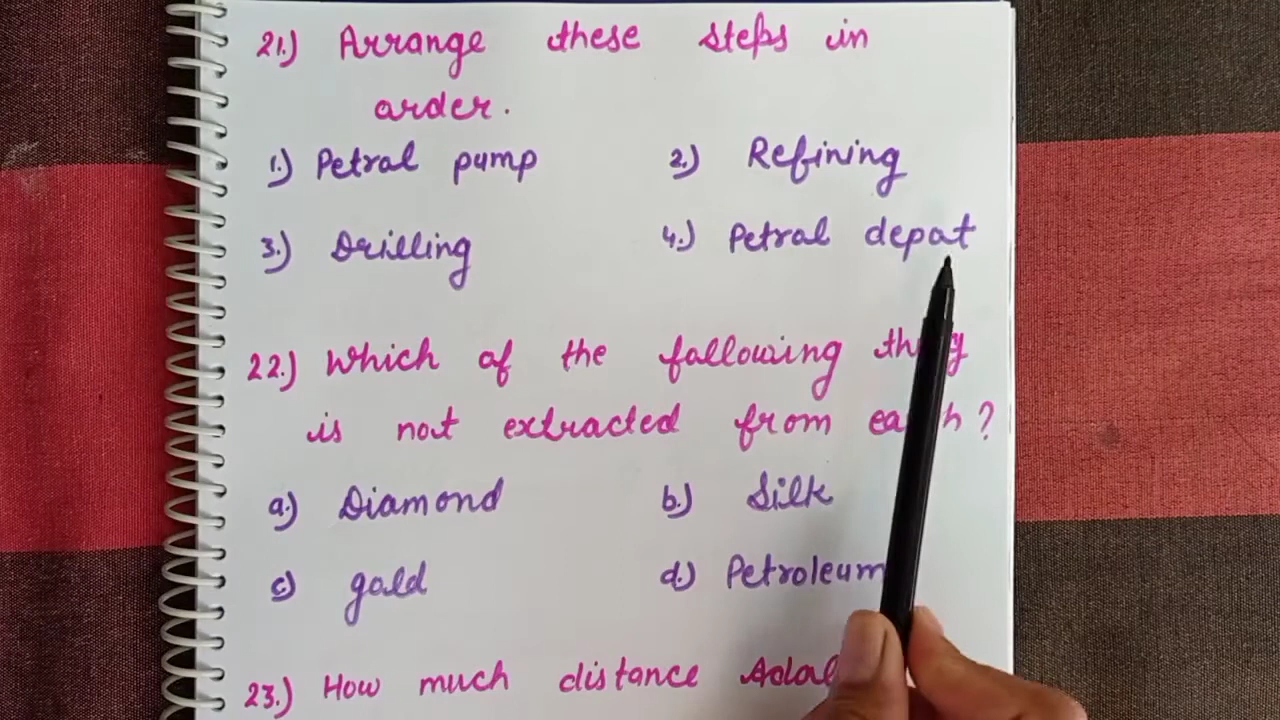 21.) Arrange these steps in
order.
1.) Petrol pump 2.) Refining
3.) Drilling 4.) Petrol depot
22.) Which of the following
is not extracted from ?
a.) Diamond b.) Silk
c) gold d.) Petroleum
23.) How much distance